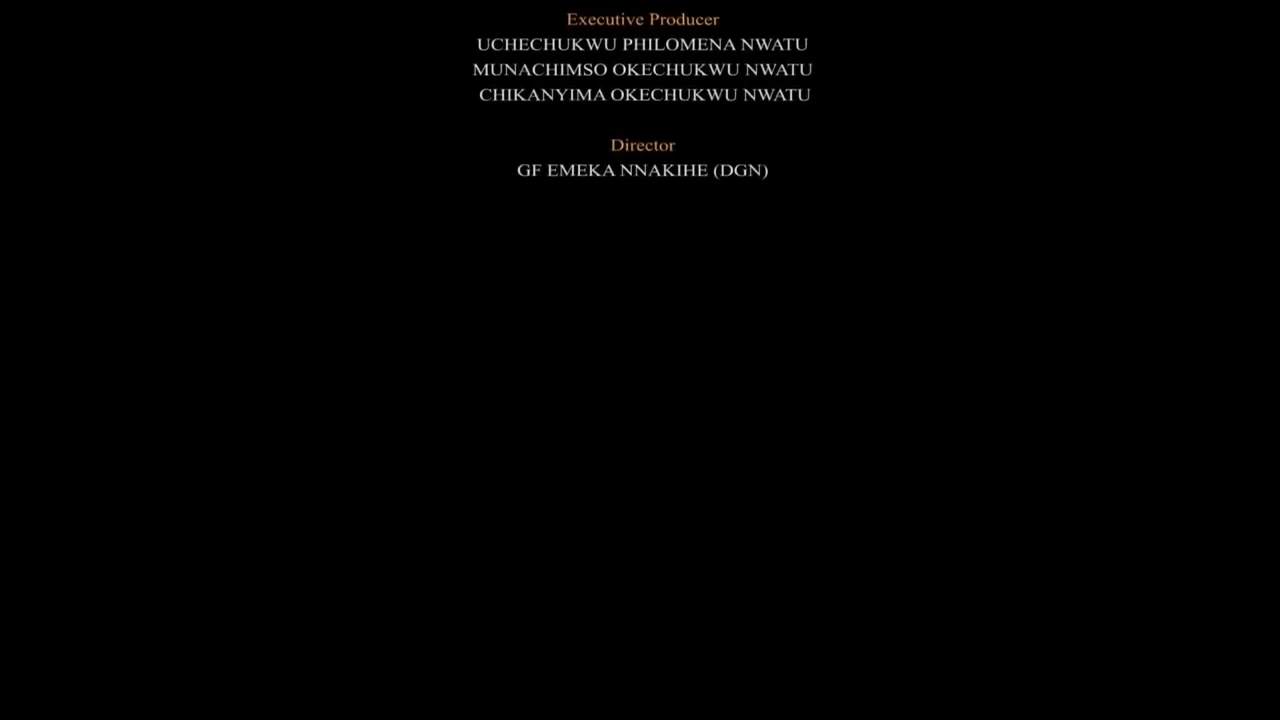 Executive Producer
UCHECHUKWU PHILOMENA NWATU
MUNACHIMSO OKECHUKWU NWATU
CHIKANYIMA OKECHUKWU NWATU
Director
GF EMEKA NNAKIHE (DGN)